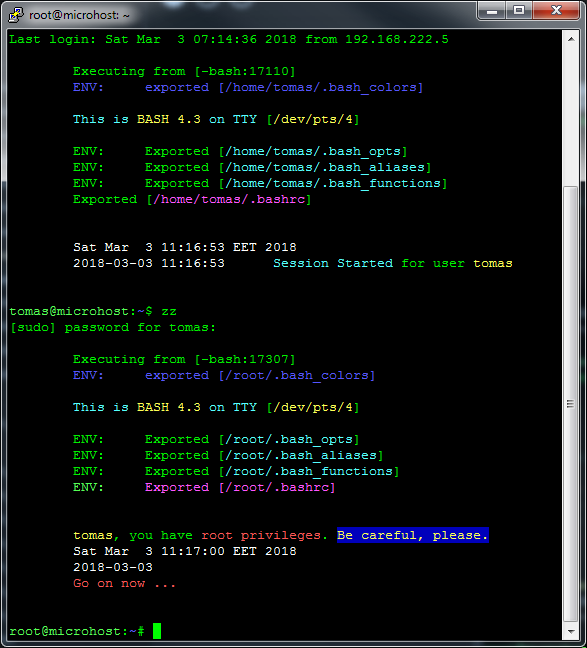 root@microhost: ~
Last login: Sat Mar  3 07:14:36 2018 from 192.168.222.5
Executing from [-bash:17110]
ENV:     exported [/home/tomas/.bash_colors]
This is BASH 4.3 on TTY [/dev/pts/4]
ENV:     Exported [/home/tomas/.bash_opts]
ENV:     Exported [/home/tomas/.bash_aliases]
ENV:     Exported [/home/tomas/.bash_functions]
Exported [/home/tomas/.bashrc]
Sat Mar  3 11:16:53 EET 2018
2018-03-03 11:16:53      Session Started for user tomas
tomas@microhost:~$ zz
[sudo] password for tomas:
Executing from [-bash:17307]
ENV:     exported [/root/.bash_colors]
This is BASH 4.3 on TTY [/dev/pts/4]
ENV:     Exported [/root/.bash_opts]
ENV:     Exported [/root/.bash_aliases]
ENV:     Exported [/root/.bash_functions]
ENV:     Exported [/root/.bashrc]
tomas, you have root privileges. Be careful, please.
Sat Mar  3 11:17:00 EET 2018
2018-03-03
Go on now ...
root@microhost:~#